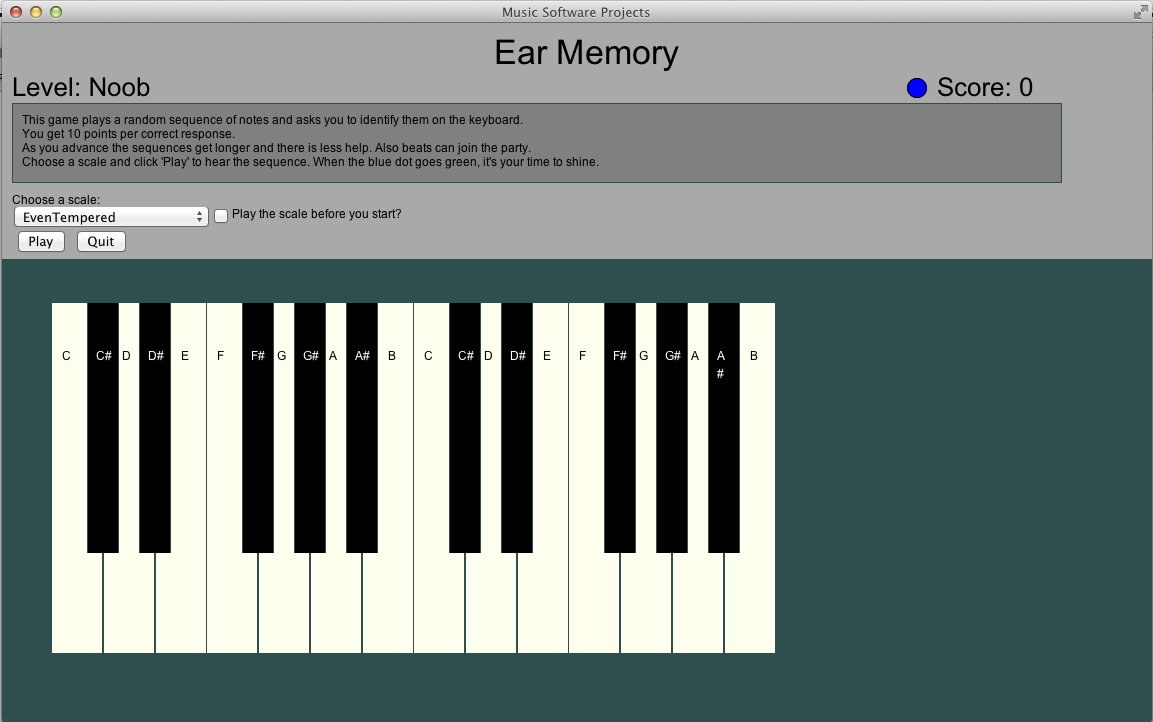 Music Software Projects
Ear Memory
Level: Noob
Score: 0
This game plays a random sequence of notes and asks you to identify them on the keyboard.
You get 10 points per correct response.
As you advance the sequences get longer and there is less help. Also beats can join the party.
Choose a scale and click 'Play' to hear the sequence. When the blue dot goes green, it's your time to shine.
Choose a scale:
EvenTempered
Play the scale before you start?
Play Quit
C C# D D# E F F# G G# A A# B C C# D D# E F F# G G# A A B
#